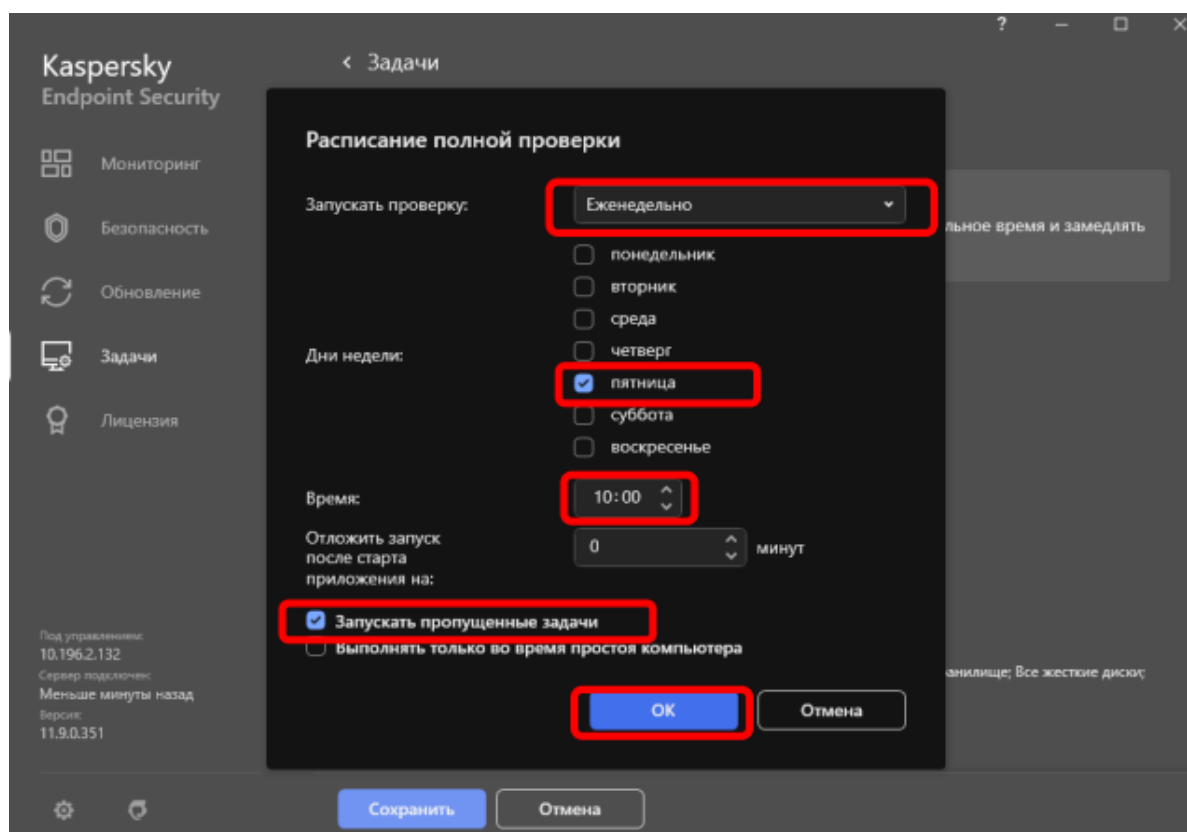 ?
Kaspersky
Endpoint Security
< Задачи
Мониторинг
Безопасность
Обновление
Задачи
Лицензия
Расписание полной проверки
Запускать проверку:
Еженедельно
понедельник
вторник
среда
Дни недели:
четверг
пятница
суббота
воскресенье
Время:
10:00
Отложить запуск
после старта
приложения на:
0
минут
Запускать пропущенные задачи
Выполнять только во время простоя компьютера
ОК
Отмена
льное время и замедлять
анилище; Все жесткие диски;
Под управлением:
10.196.2.132
Сервер подключен:
Меньше минуты назад
Версия:
11.9.0.351
Сохранить
Отмена